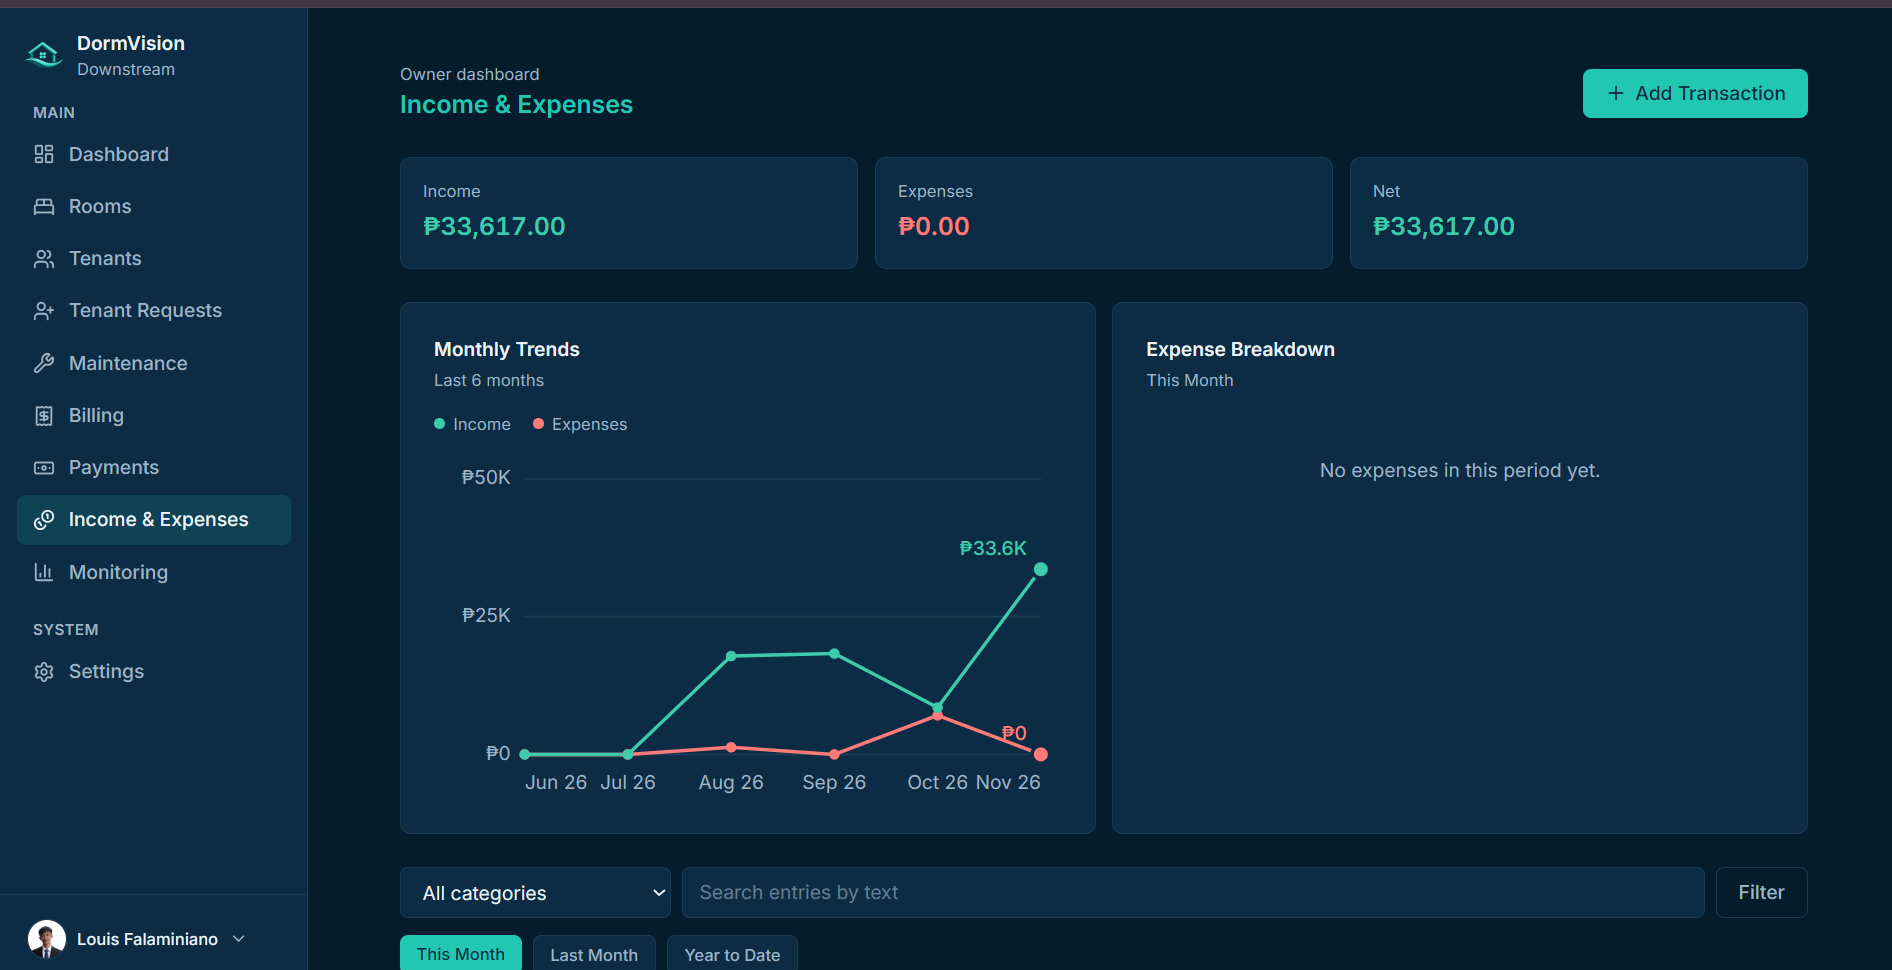 DormVision
Downstream
MAIN
Dashboard
Rooms
Tenants
Tenant Requests
Maintenance
Billing
Payments
Income & Expenses
Monitoring
SYSTEM
Settings
Louis Falaminiano
Owner dashboard
Income & Expenses
+ Add Transaction
Income
₱33,617.00
Expenses
₱0.00
Net
₱33,617.00
Monthly Trends
Last 6 months
Income Expenses
₱50K
₱33.6K
₱25K
₱0
₱0
Jun 26 Jul 26 Aug 26 Sep 26 Oct 26 Nov 26
Expense Breakdown
This Month
No expenses in this period yet.
All categories
Search entries by text
Filter
This Month Last Month Year to Date